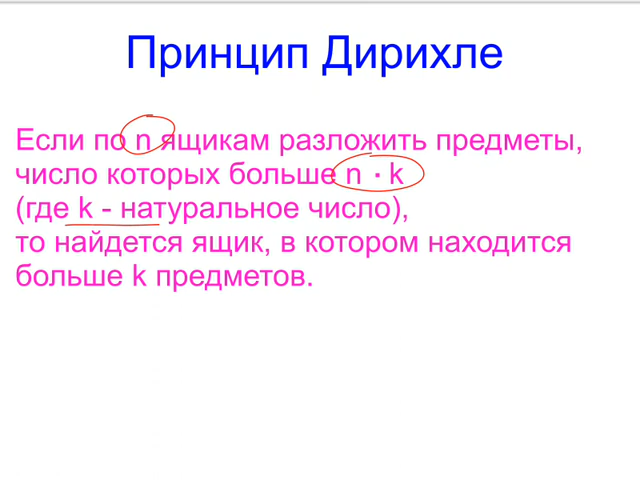 Принцип Дирихле
Если по n ящикам разложить предметы,
число которых больше n · k
(где k - натуральное число),
то найдется ящик, в котором находится
больше k предметов.